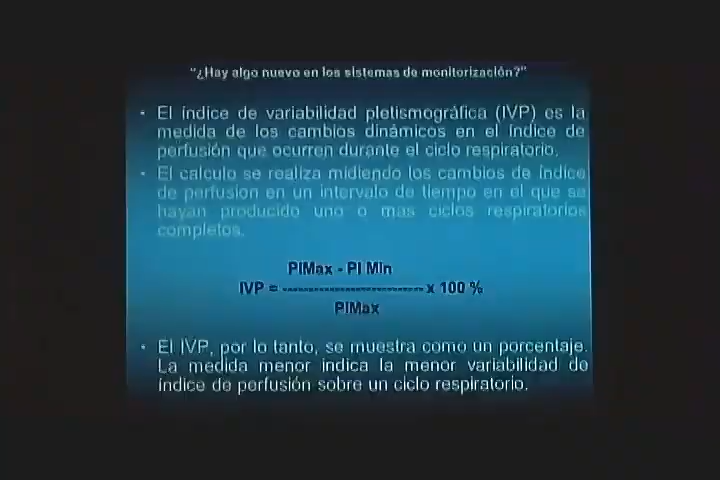 "¿Hay algo nuevo en los sistemas de monitorización?"
• El índice de variabilidad pletismográfica (IVP) es la
medida de los cambios dinámicos en el índice de
perfusión que ocurren durante el ciclo respiratorio.
• El calculo se realiza midiendo los cambios de índice
de perfusion en un intervalo de tiempo en el que se
hayan producido uno o mas ciclos respiratorios
completos.
PIMax - PI Min
IVP = ---------------------------- x 100 %
PIMax
• El IVP, por lo tanto, se muestra como un porcentaje.
La medida menor indica la menor variabilidad de
índice de perfusión sobre un ciclo respiratorio.